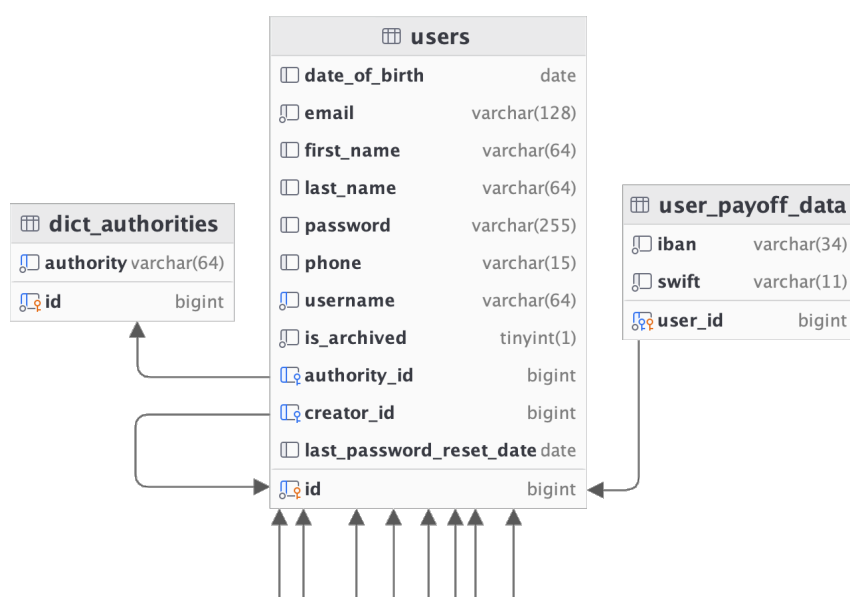 users
date_of_birth date
email varchar(128)
first_name varchar(64)
last_name varchar(64)
password varchar(255)
phone varchar(15)
username varchar(64)
is_archived tinyint(1)
authority_id bigint
creator_id bigint
last_password_reset_date date
id bigint
dict_authorities
authority varchar(64)
id bigint
user_payoff_data
iban varchar(34)
swift varchar(11)
user_id bigint